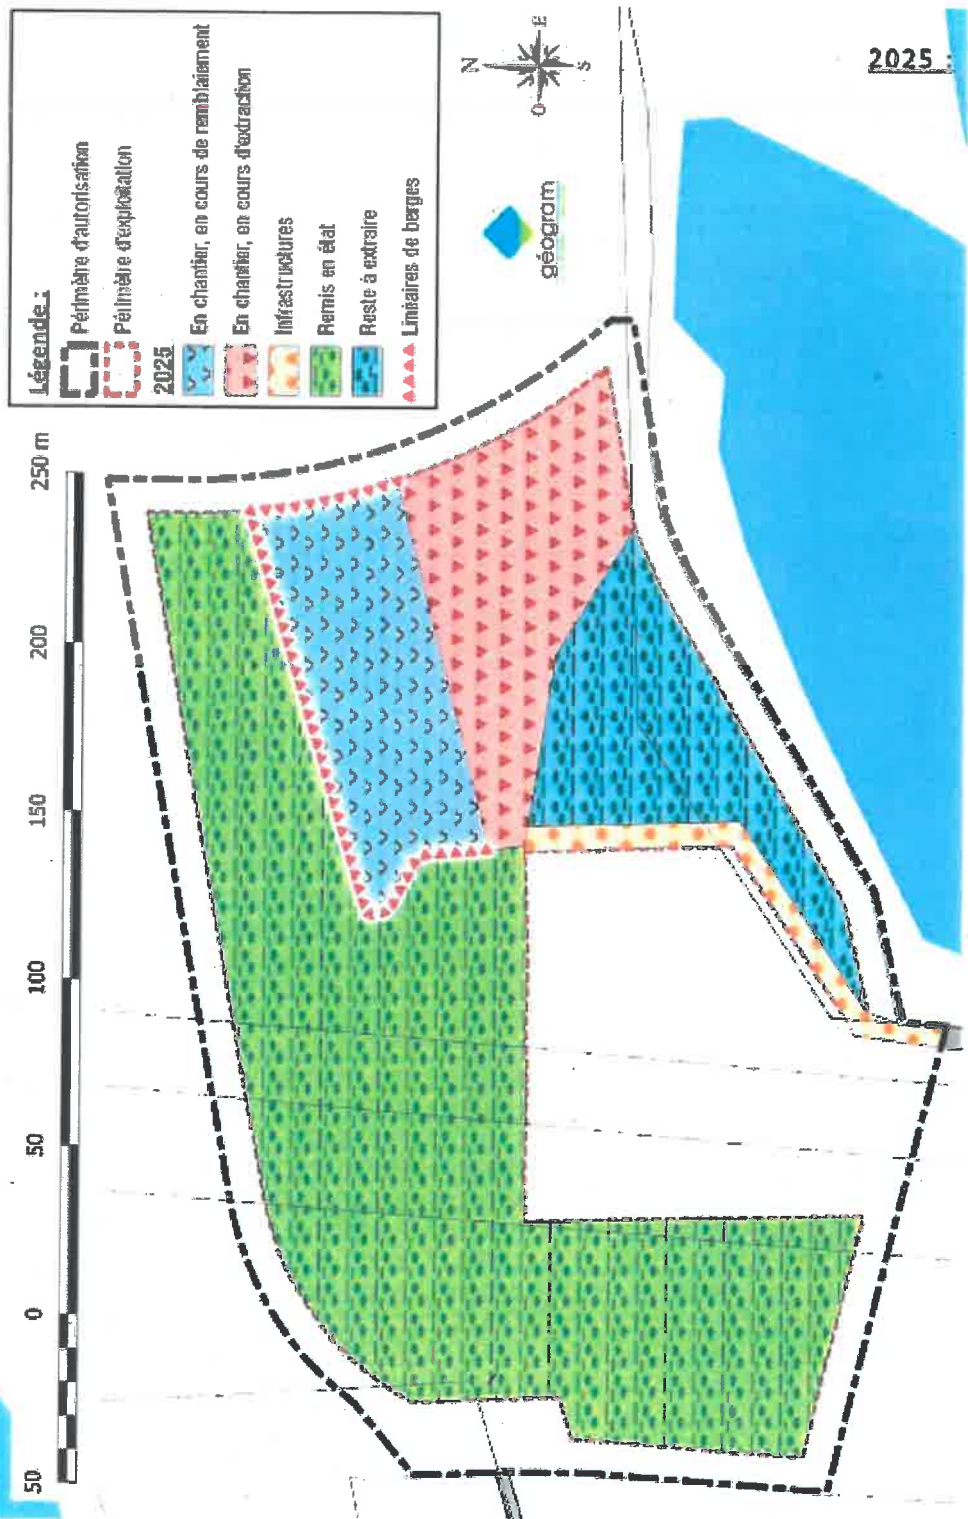 Légende :
Périmètre d'autorisation
Périmètre d'exploitation
2025
En chantier, en cours de remblaiement
En chantier, en cours d'extraction
Infrastructures
Remis en état
Reste à extraire
Linéaires de berges
N
E
S
O
géogram
2025 :
50 0 50 100 150 200 250 m